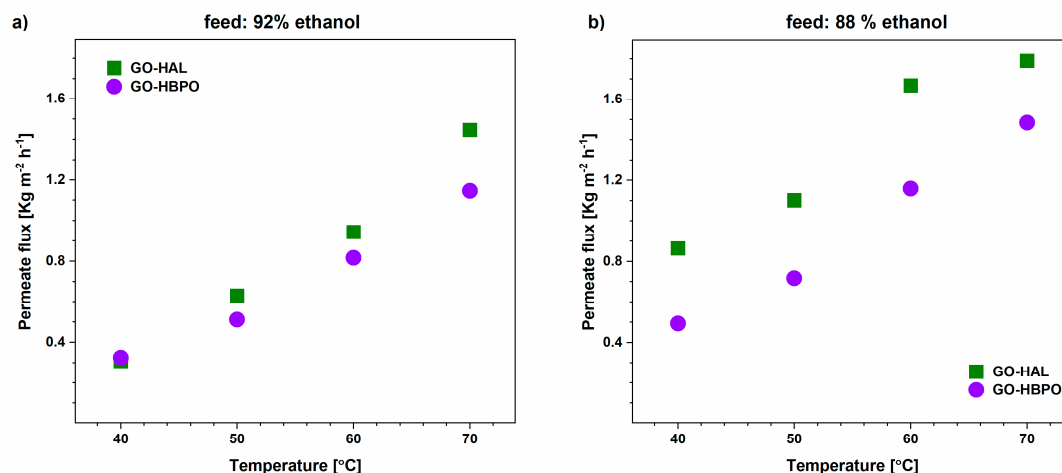 a)
feed: 92% ethanol
GO-HAL
GO-HBPO
Permeate flux [Kg m⁻² h⁻¹]
1.6
1.2
0.8
0.4
40 50 60 70
Temperature [°C]
b)
feed: 88 % ethanol
Permeate flux [Kg m⁻² h⁻¹]
1.6
1.2
0.8
0.4
GO-HAL
GO-HBPO
40 50 60 70
Temperature [°C]